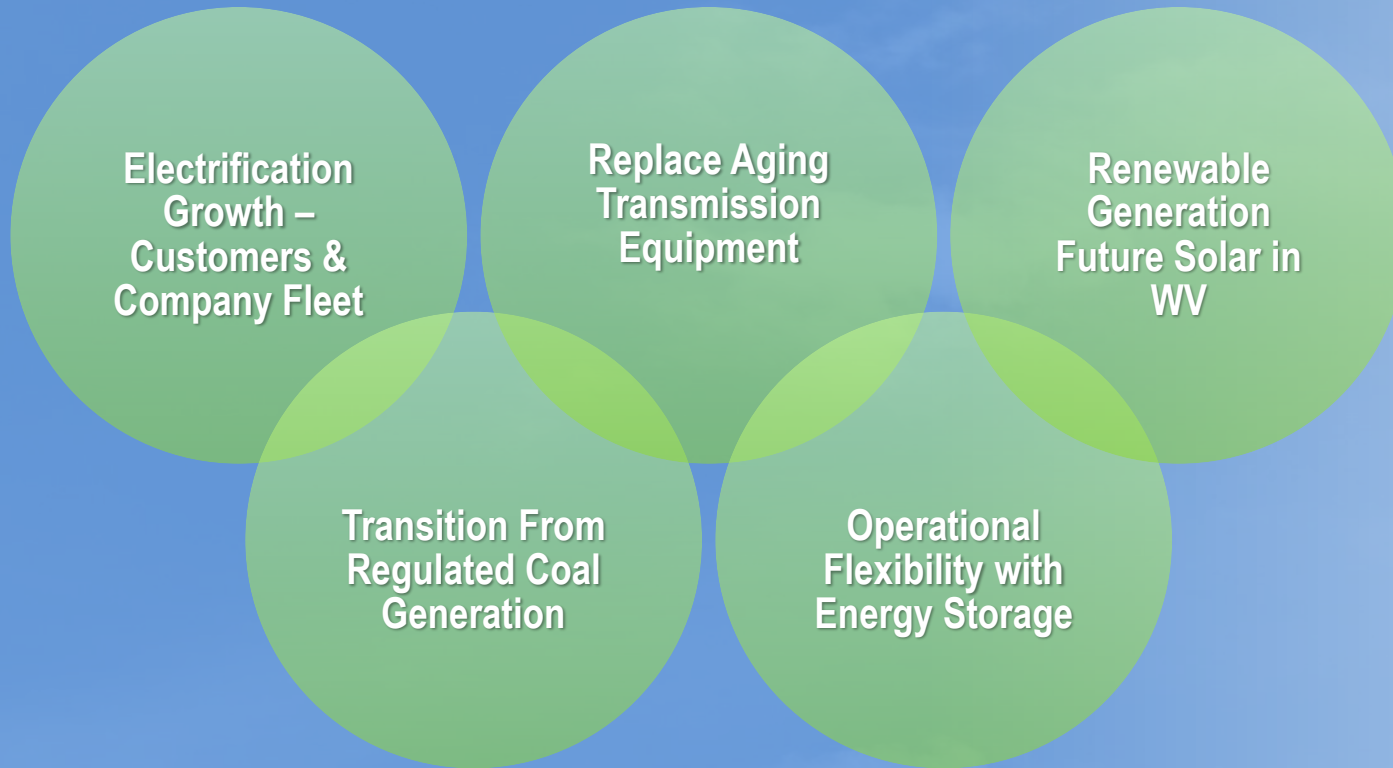 Electrification
Growth –
Customers &
Company Fleet
Replace Aging
Transmission
Equipment
Renewable
Generation
Future Solar in
WV
Transition From
Regulated Coal
Generation
Operational
Flexibility with
Energy Storage